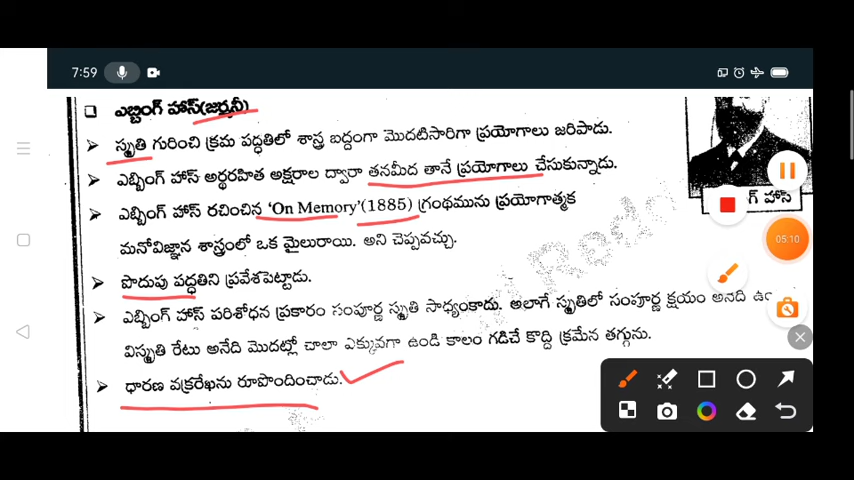 7:59
ఎబ్బింగ్ హాస్(జర్మనీ)
స్మృతి గురించి క్రమ పద్ధతిలో శాస్త్ర బద్ధంగా మొదటిసారిగా ప్రయోగాలు జరిపాడు.
ఎబ్బింగ్ హాస్ అర్థరహిత అక్షరాల ద్వారా తనమీద తానే ప్రయోగాలు చేసుకున్నాడు.
ఎబ్బింగ్ హాస్ రచించిన 'On Memory'(1885) గ్రంథమును ప్రయోగాత్మక
మనోవిజ్ఞాన శాస్త్రంలో ఒక మైలురాయి. అని చెప్పవచ్చు.
గ్ హాస్
05:10
పొదుపు పద్ధతిని ప్రవేశపెట్టాడు.
ఎబ్బింగ్ హాస్ పరిశోధన ప్రకారం సంపూర్ణ స్మృతి సాధ్యంకాదు. అలాగే స్మృతిలో సంపూర్ణ క్షయం అనేది
విస్మృతి రేటు అనేది మొదట్లో చాలా ఎక్కువగా ఉండి కాలం గడిచే కొద్ది క్రమేన తగ్గును.
ధారణ వక్రరేఖను రూపొందించాడు.